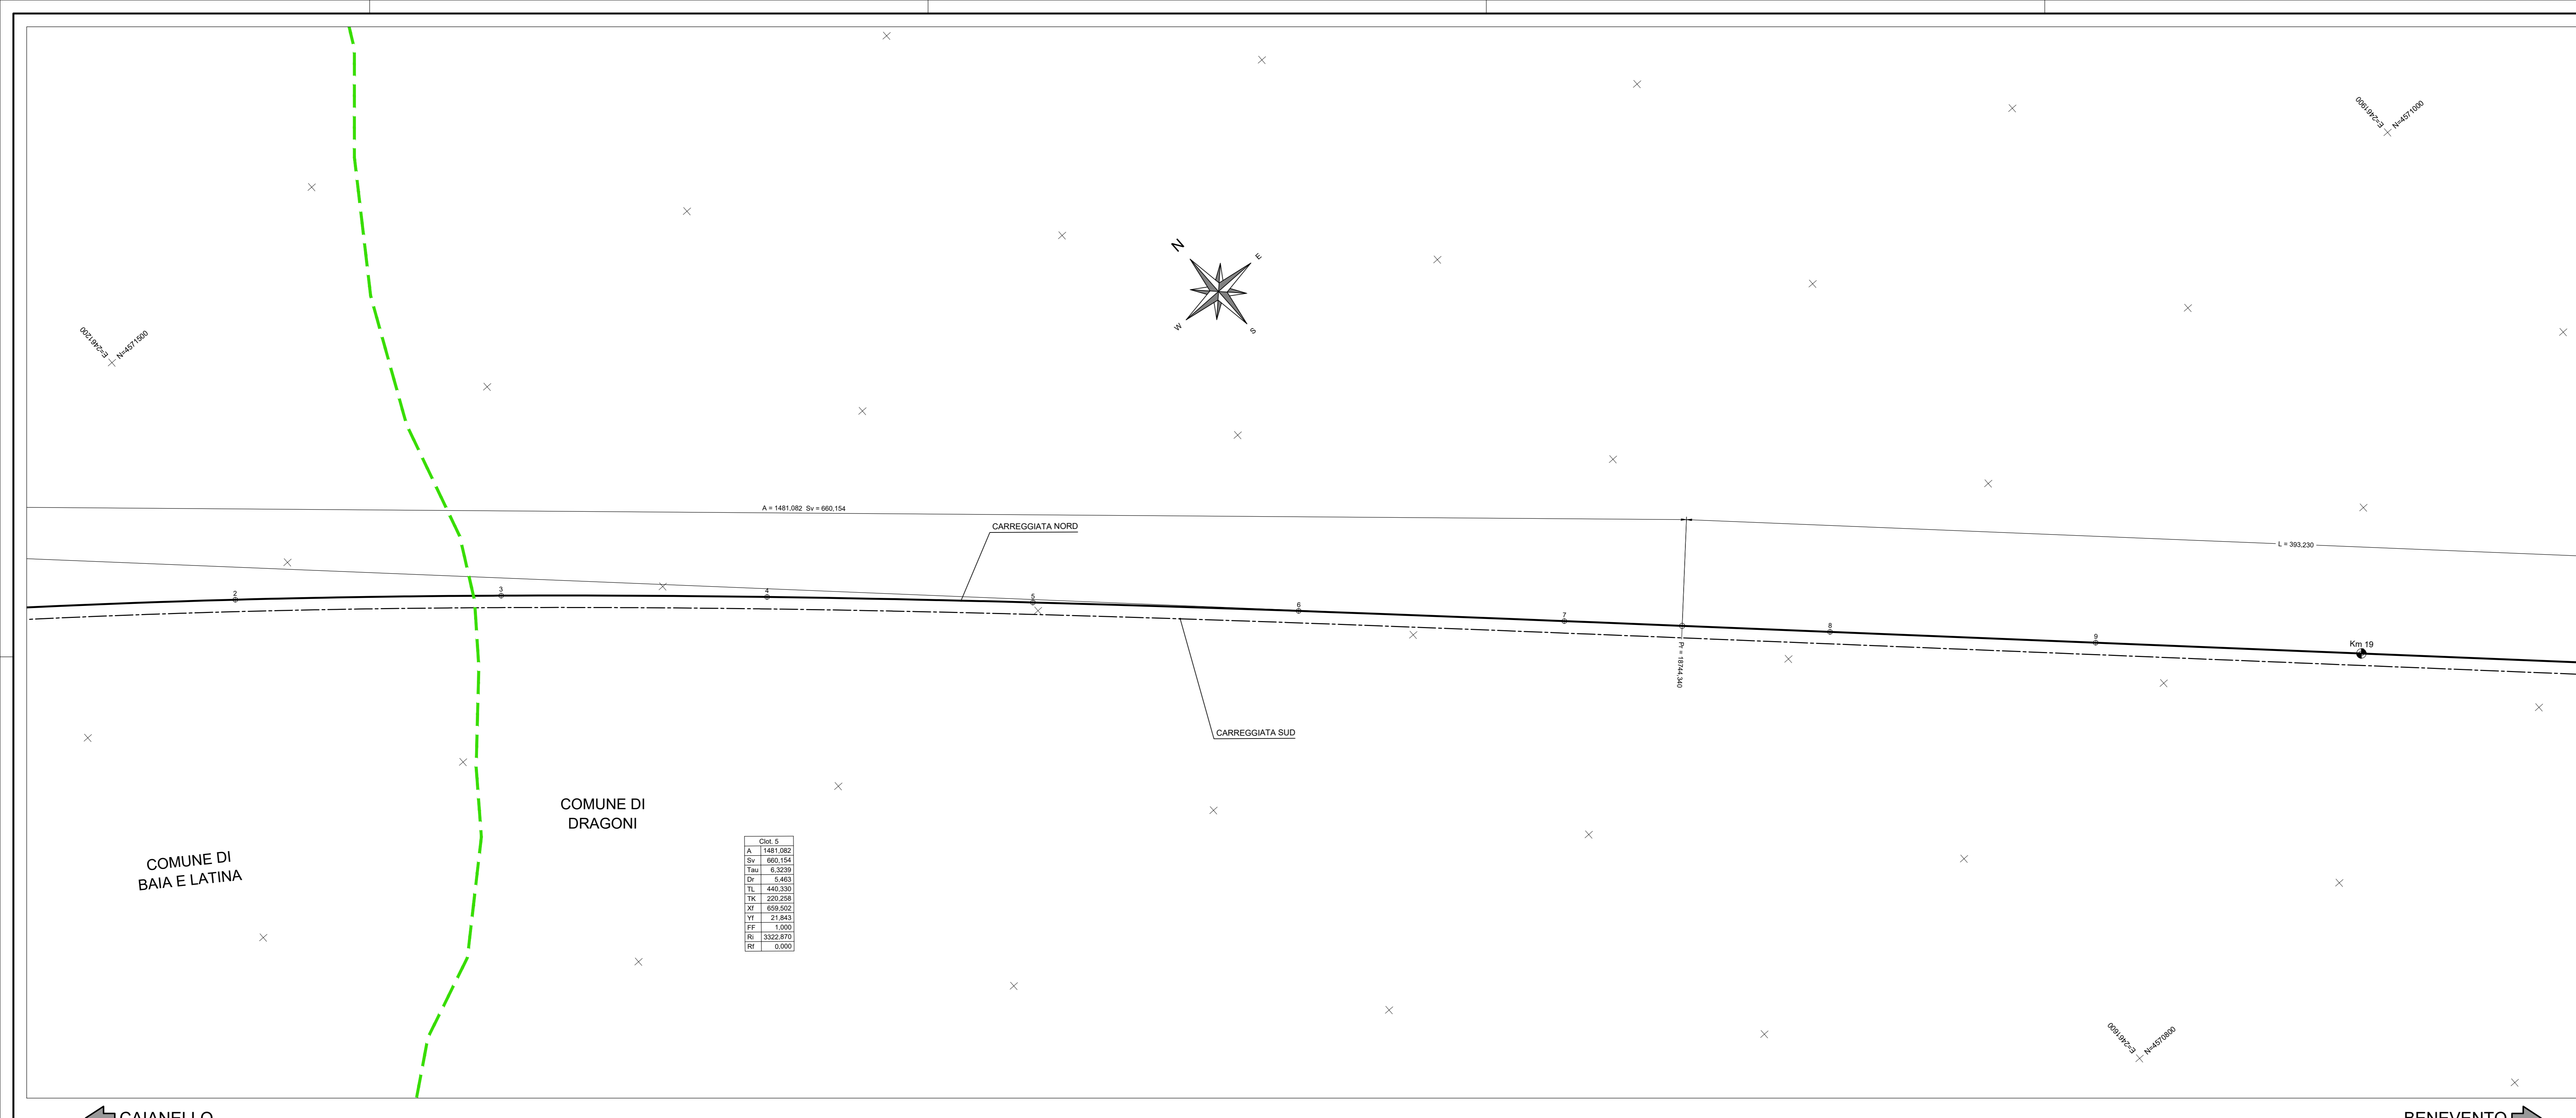 E=2461900
N=4571000
N
E
W
S
E=2461200
N=4571500
A = 1481,082 Sv = 660,154
CARREGGIATA NORD
L = 393,230
2
3
4
5
6
7
8
9
Km 19
Pr = 18744,340
CARREGGIATA SUD
COMUNE DI
DRAGONI
COMUNE DI
BAIA E LATINA
Clot. 5
A 1481,082
Sv 660,154
Tau 6,3239
Dr 5,463
TL 440,330
TK 220,258
Xf 659,502
Yf 21,843
FF 1,000
Ri 3322,870
Rf 0,000
E=2461600
N=4570800
CAIANELLO
BENEVENTO